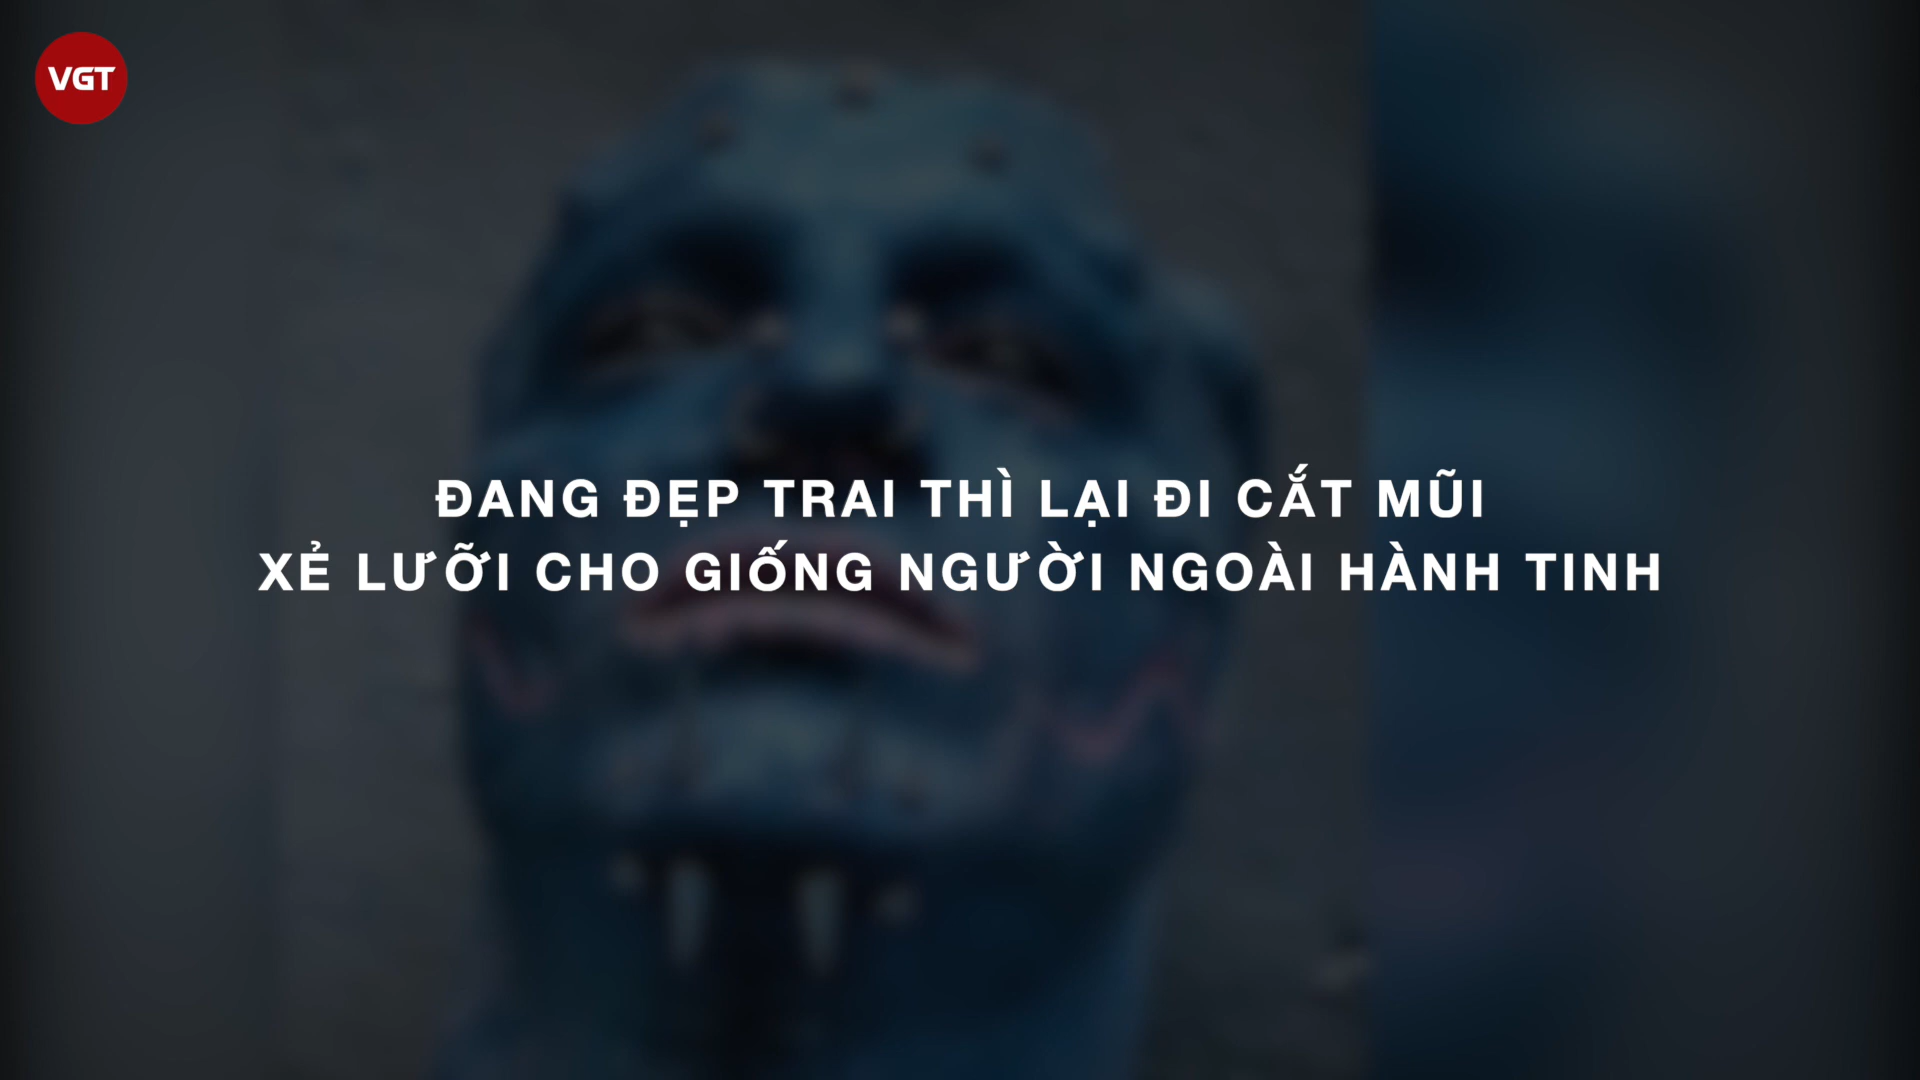 VGT
ĐANG ĐẸP TRAI THÌ LẠI ĐI CẮT MŨI
XẺ LƯỠI CHO GIỐNG NGƯỜI NGOÀI HÀNH TINH